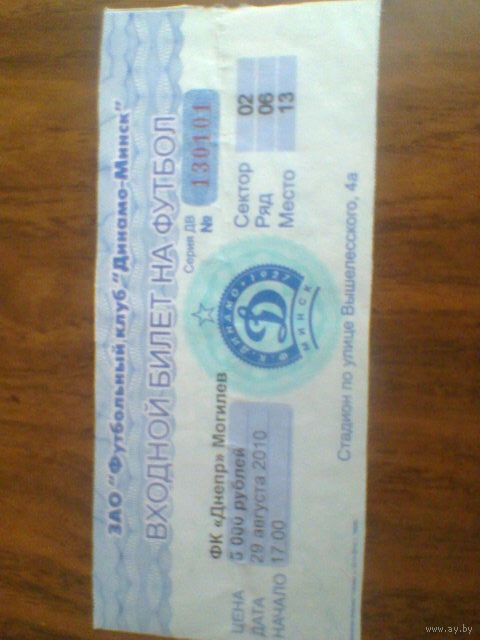 ЗАО "Футбольный клуб "Динамо-Минск"
ВХОДНОЙ БИЛЕТ НА ФУТБОЛ
Серия ДВ
№ 130101
ФК «Днепр» Могилев
ЦЕНА 5 000 рублей
ДАТА 29 августа 2010
НАЧАЛО 17.00
Ф.К. ДИНАМО • 1927
Д
МИНСК
Сектор 02
Ряд 06
Место 13
Стадион по улице Вышелесского, 4а
www.ay.by